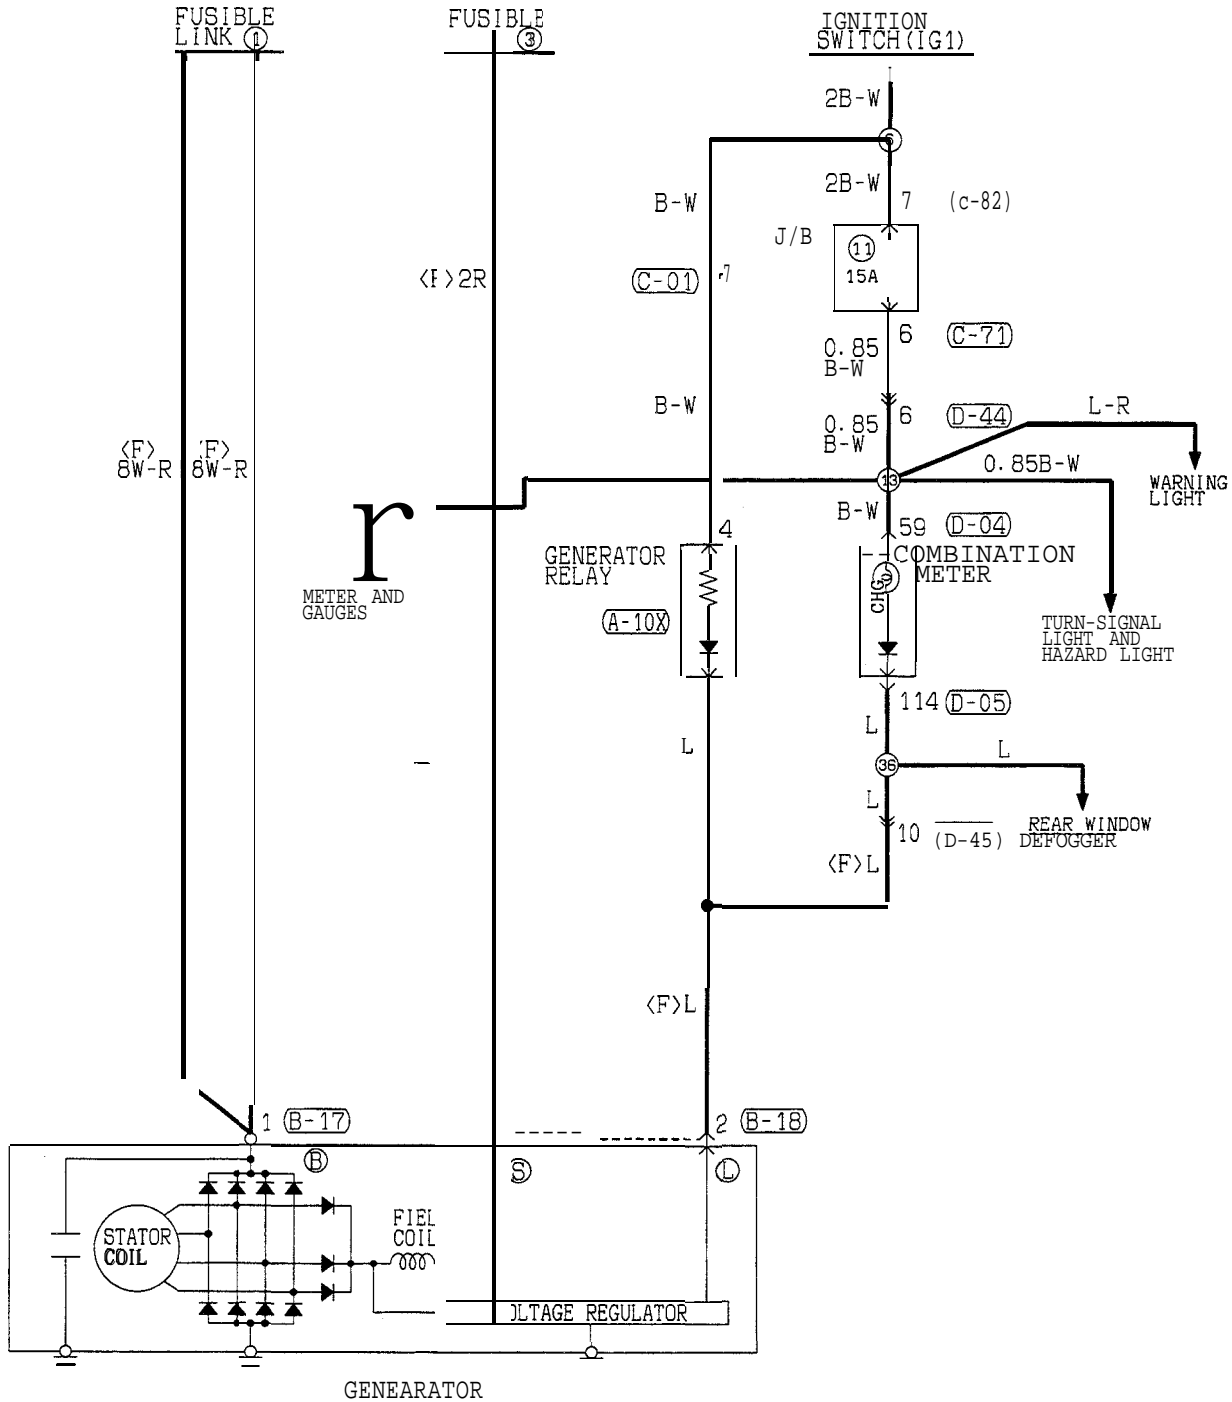 FUSIBLE
LINK 1
FUSIBLE
3
IGNITION
SWITCH(IG1)
2B-W
6
2B-W
7 (c-82)
B-W
J/B
11
15A
<F>2R
C-01
7
6 C-71
0.85
B-W
B-W
6 D-44
0.85
B-W
L-R
<F>
8W-R
<F>
8W-R
13
0.85B-W
WARNING
LIGHT
B-W
59 D-04
r
4
GENERATOR
RELAY
COMBINATION
METER
CHG
METER AND
GAUGES
A-10X
TURN-SIGNAL
LIGHT AND
HAZARD LIGHT
114 D-05
L
L
36
L
L
10 (D-45)
REAR WINDOW
DEFOGGER
<F>L
<F>L
1 B-17
2 B-18
B
S
L
STATOR
COIL
FIEL
COIL
LTAGE REGULATOR
GENEARATOR